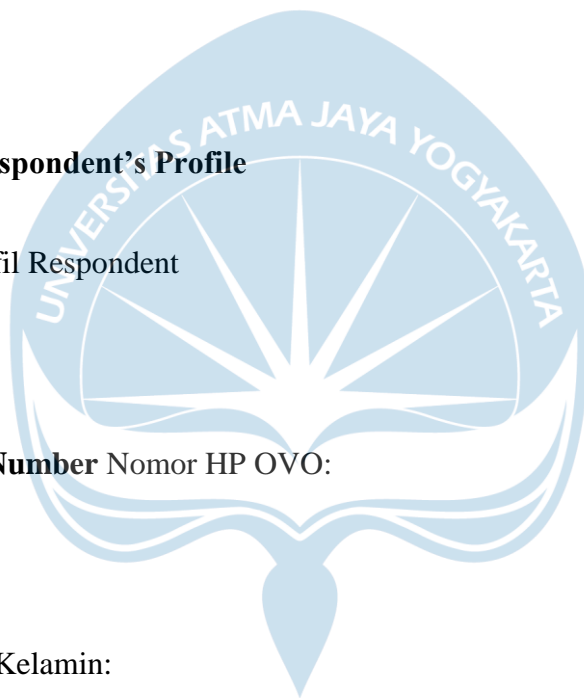 UNIVERSITAS ATMA JAYA YOGYAKARTA
spondent's Profile
fil Respondent
Number Nomor HP OVO:
Kelamin: